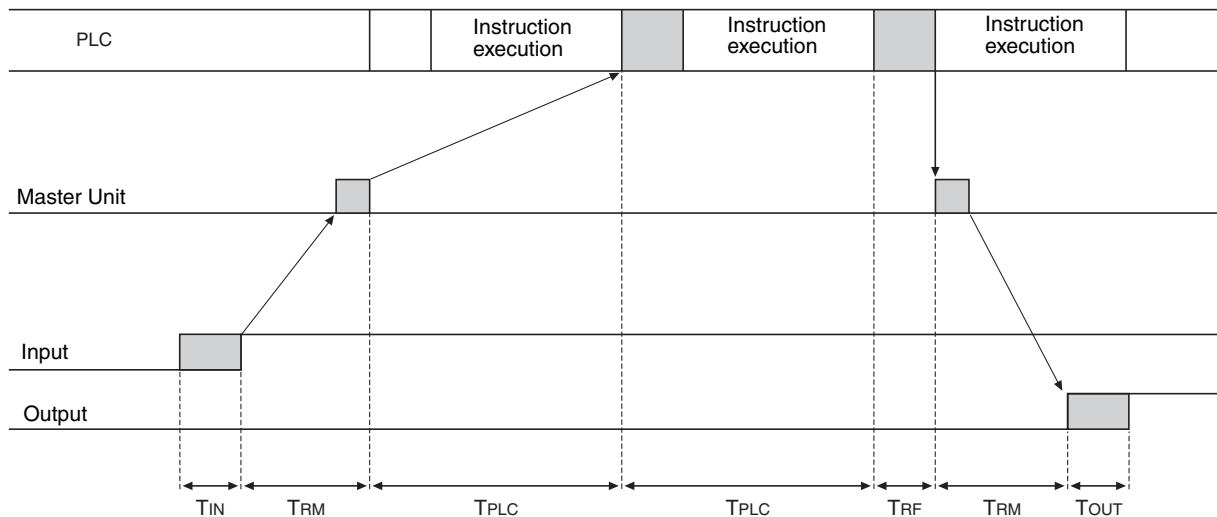 PLC
Instruction
execution
Instruction
execution
Instruction
execution
Master Unit
Input
Output
TIN
TRM
TPLC
TPLC
TRF
TRM
TOUT